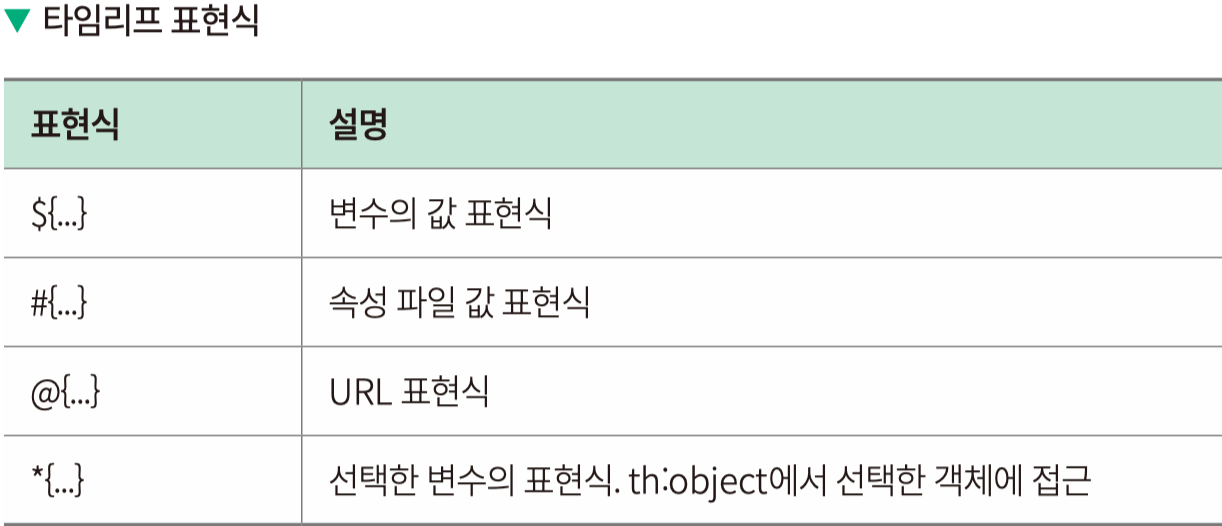 ▼ 타임리프 표현식
표현식 설명
${...} 변수의 값 표현식
#{...} 속성 파일 값 표현식
@{...} URL 표현식
*{...} 선택한 변수의 표현식. th:object에서 선택한 객체에 접근